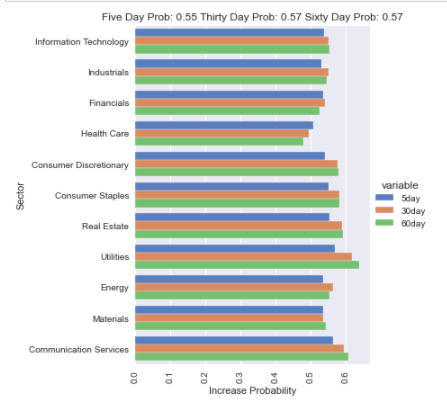 Five Day Prob: 0.55 Thirty Day Prob: 0.57 Sixty Day Prob: 0.57
Information Technology
Industrials
Financials
Health Care
Consumer Discretionary
Consumer Staples
Real Estate
Utilities
Energy
Materials
Communication Services
Sector
variable
5day
30day
60day
0.0
0.1
0.2
0.3
0.4
0.5
0.6
Increase Probability